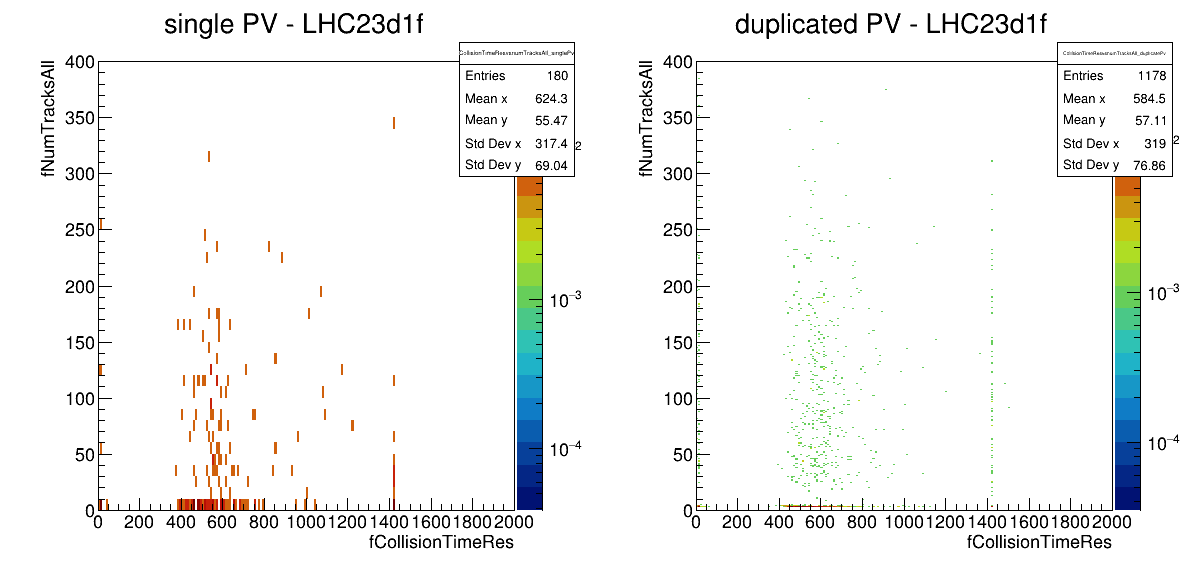 single PV - LHC23d1f
fNumTracksAll
400
350
300
250
200
150
100
50
0
0 200 400 600 800 1000 1200 1400 1600 1800 2000
fCollisionTimeRes
Entries 180
Mean x 624.3
Mean y 55.47
Std Dev x 317.4
Std Dev y 69.04
2
10−3
10−4
duplicated PV - LHC23d1f
fNumTracksAll
400
350
300
250
200
150
100
50
0
0 200 400 600 800 1000 1200 1400 1600 1800 2000
fCollisionTimeRes
CollisionTimeResvsnumTracksAll_duplicatePV
Entries 1178
Mean x 584.5
Mean y 57.11
Std Dev x 319
Std Dev y 76.86
2
10−3
10−4